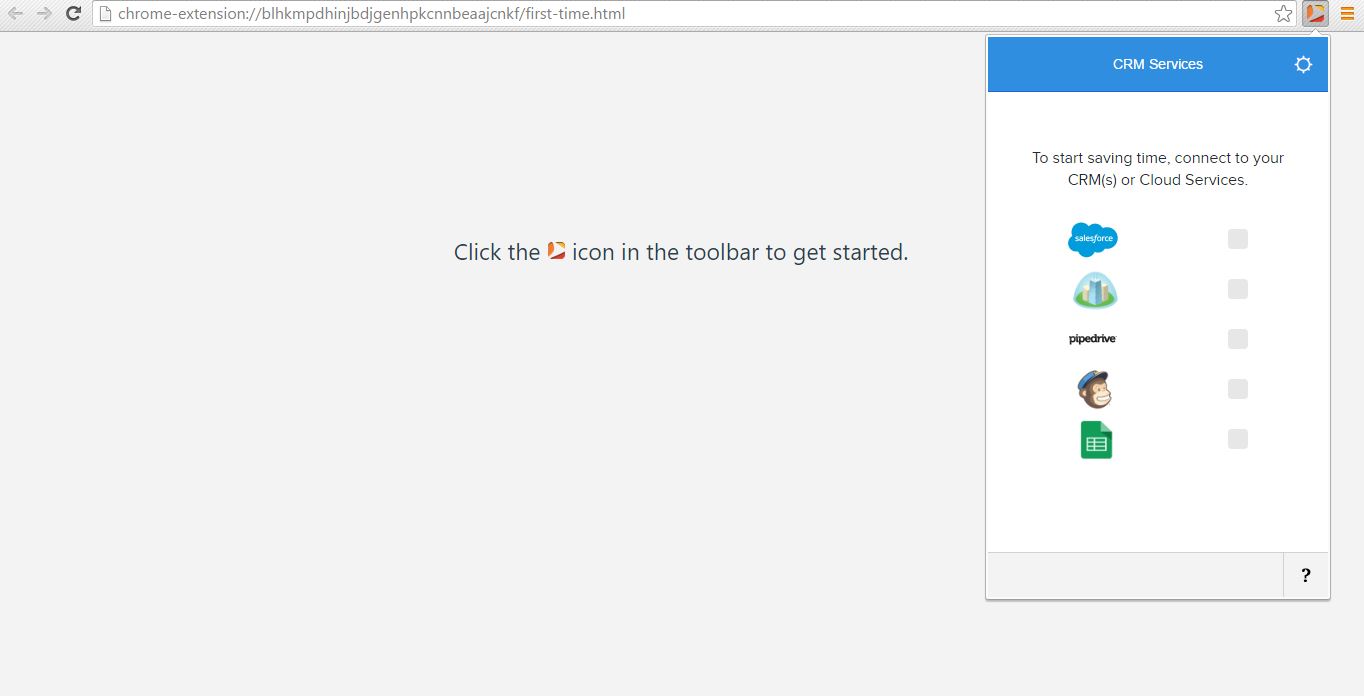 chrome-extension://blhkmpdhinjbdjgenhpkcnnbeaajcnkf/first-time.html
CRM Services
To start saving time, connect to your
CRM(s) or Cloud Services.
salesforce
Click the icon in the toolbar to get started.
pipedrive
?